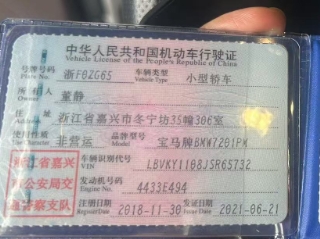 中华人民共和国机动车行驶证
Vehicle License of the People's Republic of China
号牌号码 浙F0ZG65 车辆类型 小型轿车
Plate No. Vehicle Type
所有人 董静
Owner
住址 浙江省嘉兴市冬宁坊35幢306室
Address
非营运 品牌型号 宝马牌BMW7201PM
Model
浙江省嘉兴市公安局交通警察支队
车辆识别代号 LBVKY1108JSR65732
VIN
发动机号码 4433E494
Engine No.
注册日期 2018-11-30 发证日期 2021-06-21
Register Date Issue Date